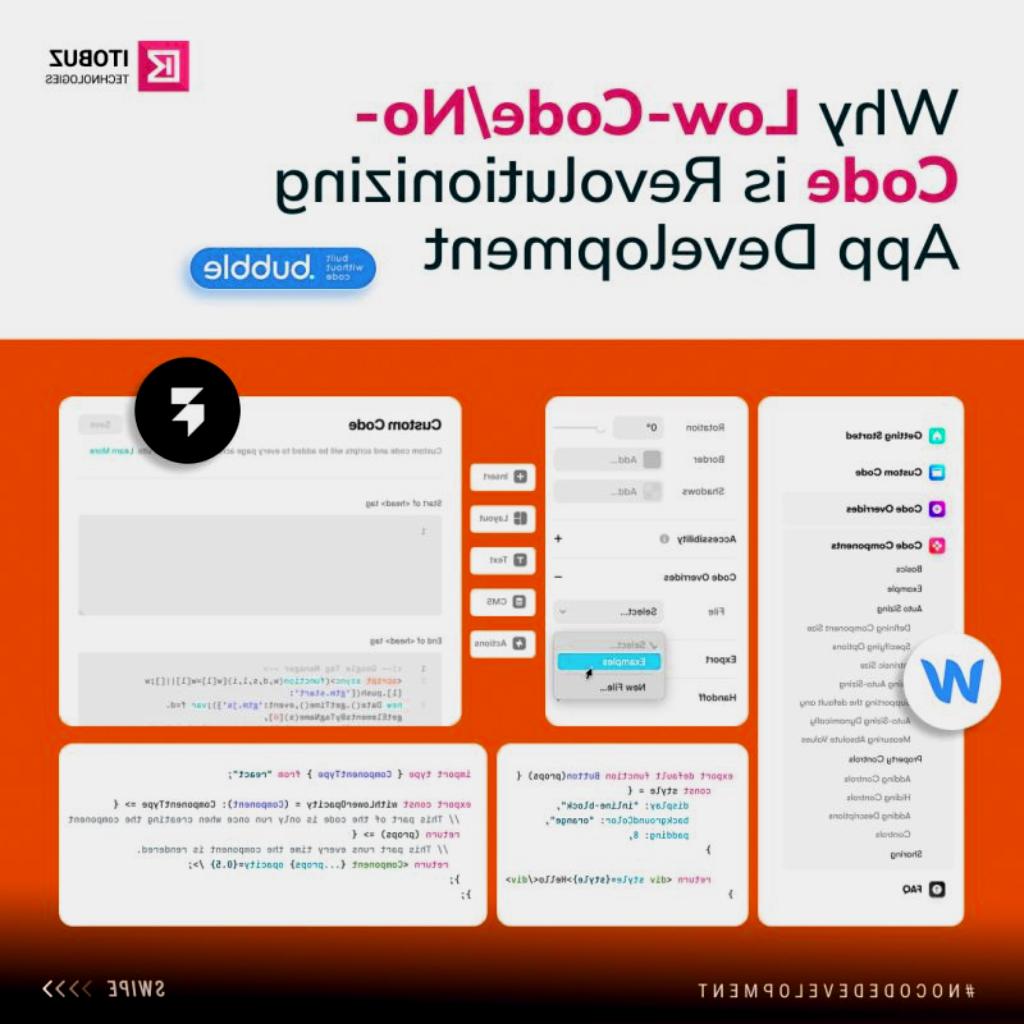 ITOBUZ
TECHNOLOGIES
Why Low-Code/No-
Code is Revolutionizing
App Development
built
without
code
.bubble
Getting Started
Custom Code
Code Overrides
Code Components
Basics
Example
Auto Sizing
Defining Component Size
Specifying Options
Size
Auto-Sizing
the default any
Auto-Sizing Dynamically
Measuring Absolute Values
Property Controls
Adding Controls
Hiding Controls
Adding Descriptions
Controls
Sharing
FAQ
Rotation
0°
Border
Add...
Shadows
Add...
Accessibility
+
Code Overrides
−
File
Select...
✓ Select...
Examples
New File...
Export
Handoff
Insert
Layout
Text
CMS
Actions
Custom Code
Save
Custom code and scripts will be added to every page Learn More
Start of <head> tag
1
End of <head> tag
1 <!-- Google Tag Manager -->
2 <script async>(function(w,d,s,l,i){w[l]=w[l]||[];w
[l].push({'gtm.start':
new Date().getTime(),event:'gtm.js'});var f=d.
getElementsByTagName(s)[0],
export default function Button(props) {
const style = {
display: "inline-block",
backgroundColor: "orange",
padding: 8,
}
return <div style={style}>Hello</div>
}
import type { ComponentType } from "react";
export const withLowerOpacity = (Component): ComponentType => {
// This part of the code is only run once when creating the component
return (props) => {
// This part runs every time the component is rendered.
return <Component {...props} opacity={0.5} />;
};
};
#NOCODEDEVELOPMENT
SWIPE >>>>